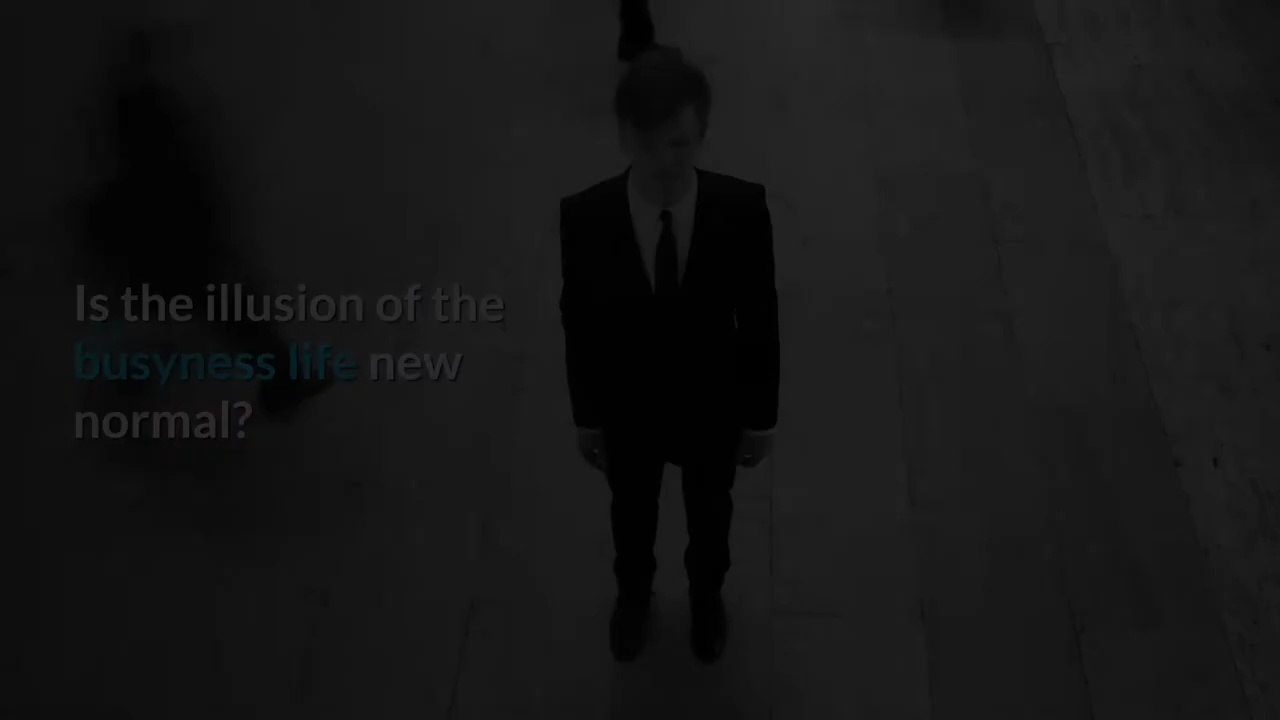 Is the illusion of the
busyness life new
normal?